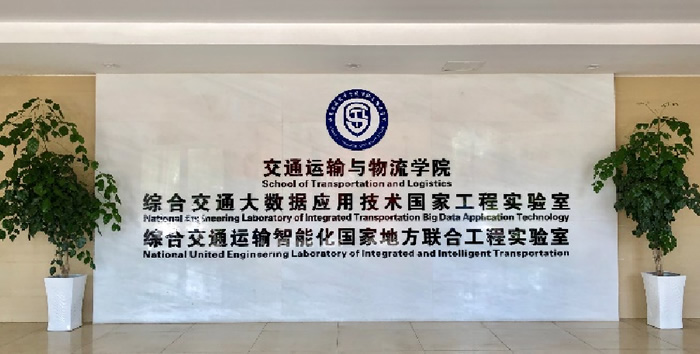 交通运输与物流学院
School of Transportation and Logistics
综合交通大数据应用技术国家工程实验室
National Engineering Laboratory of Integrated Transportation Big Data Application Technology
综合交通运输智能化国家地方联合工程实验室
National United Engineering Laboratory of Integrated and Intelligent Transportation